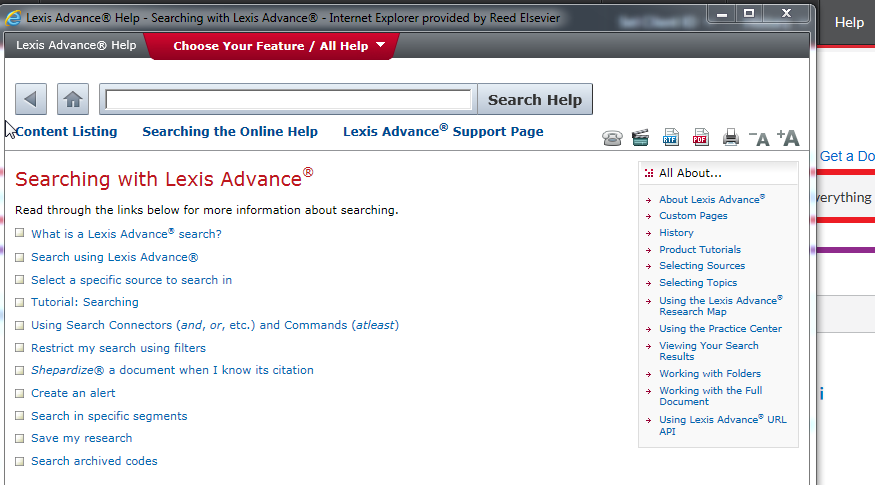 Lexis Advance® Help - Searching with Lexis Advance® - Internet Explorer provided by Reed Elsevier
Help
Lexis Advance® Help
Choose Your Feature / All Help
Search Help
Content Listing
Searching the Online Help
Lexis Advance® Support Page
RTF
PDF
−A
+A
Get a Do
verything
Searching with Lexis Advance®
Read through the links below for more information about searching.
What is a Lexis Advance® search?
Search using Lexis Advance®
Select a specific source to search in
Tutorial: Searching
Using Search Connectors (and, or, etc.) and Commands (atleast)
Restrict my search using filters
Shepardize® a document when I know its citation
Create an alert
Search in specific segments
Save my research
Search archived codes
All About...
About Lexis Advance®
Custom Pages
History
Product Tutorials
Selecting Sources
Selecting Topics
Using the Lexis Advance®
Research Map
Using the Practice Center
Viewing Your Search
Results
Working with Folders
Working with the Full
Document
Using Lexis Advance® URL
API
i